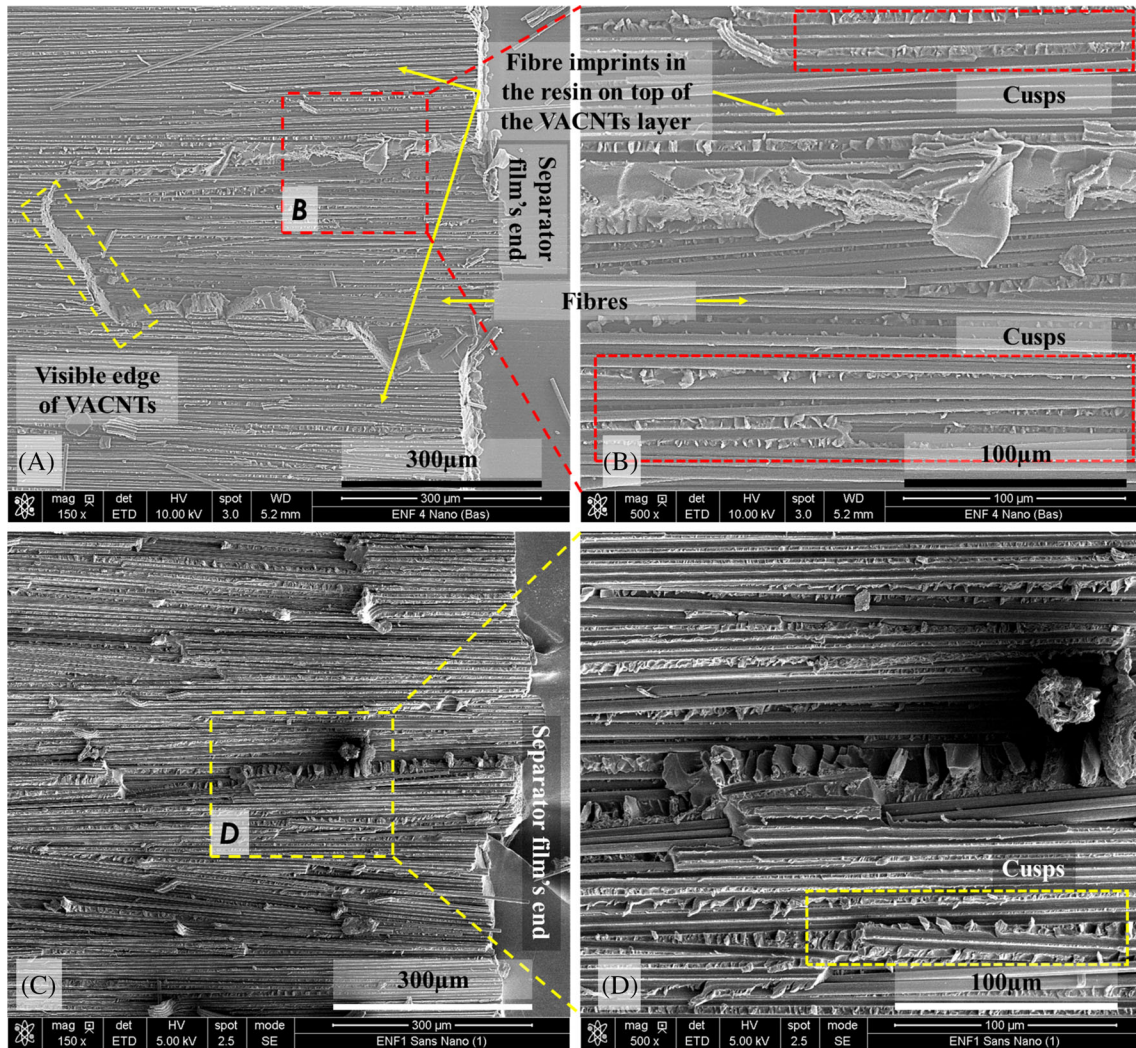 Fibre imprints in
the resin on top of
the VACNTs layer
Separator
film's end
B
Fibres
Visible edge
of VACNTs
(A)
300µm
mag det HV spot WD 300 µm
150 x ETD 10.00 kV 3.0 5.2 mm ENF 4 Nano (Bas)
Cusps
Cusps
(B)
100µm
mag det HV spot WD 100 µm
500 x ETD 10.00 kV 3.0 5.2 mm ENF 4 Nano (Bas)
D
Separator film's end
(C)
300µm
mag det HV spot mode 300 µm
150 x ETD 5.00 kV 2.5 SE ENF1 Sans Nano (1)
Cusps
(D)
100µm
mag det HV spot mode 100 µm
500 x ETD 5.00 kV 2.5 SE ENF1 Sans Nano (1)